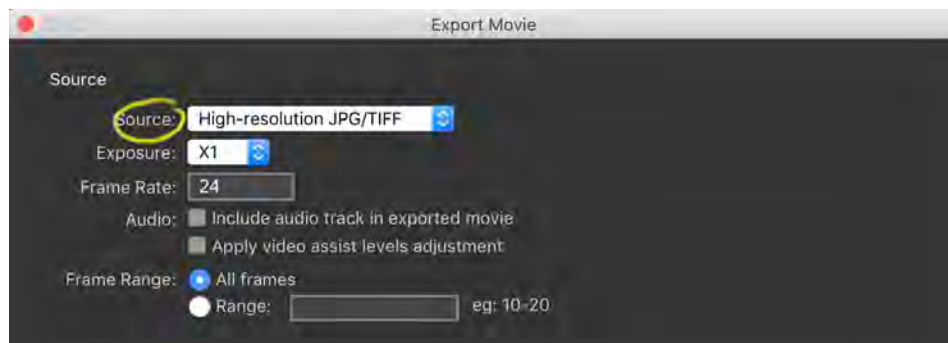 Export Movie
Source
Source: High-resolution JPG/TIFF
Exposure: X1
Frame Rate: 24
Audio: Include audio track in exported movie
Apply video assist levels adjustment
Frame Range: All frames
Range: eg: 10-20